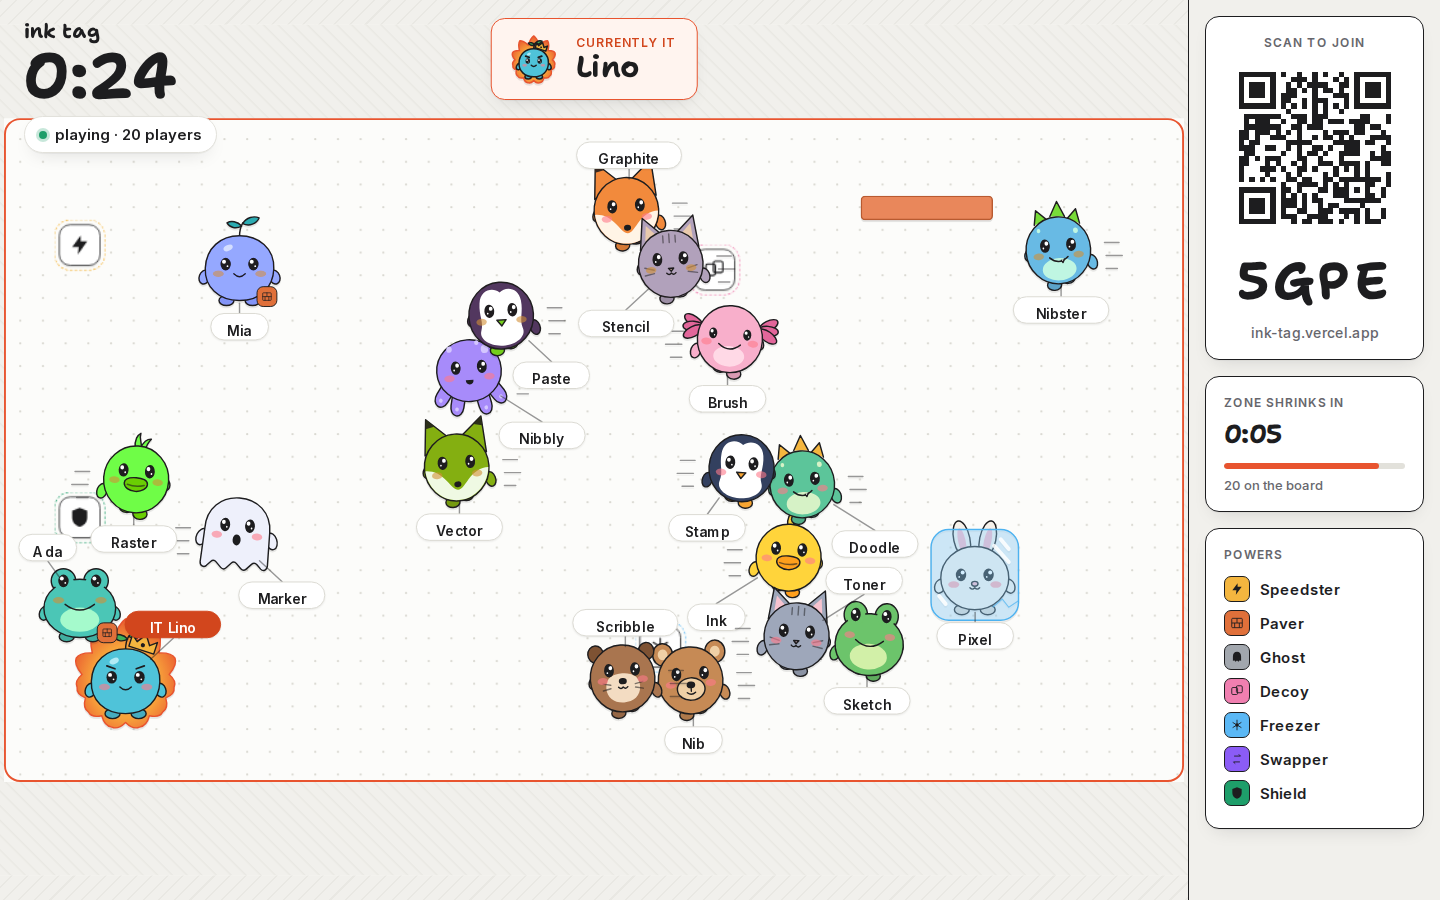 ink tag
0:24
CURRENTLY IT
Lino
playing · 20 players
Graphite
Mia
Stencil
Nibster
Paste
Brush
Nibbly
Vector
Stamp
Doodle
Raster
Ada
Marker
Toner
IT Lino
Scribble
Ink
Pixel
Sketch
Nib
SCAN TO JOIN
5GPE
ink-tag.vercel.app
ZONE SHRINKS IN
0:05
20 on the board
POWERS
Speedster
Paver
Ghost
Decoy
Freezer
Swapper
Shield